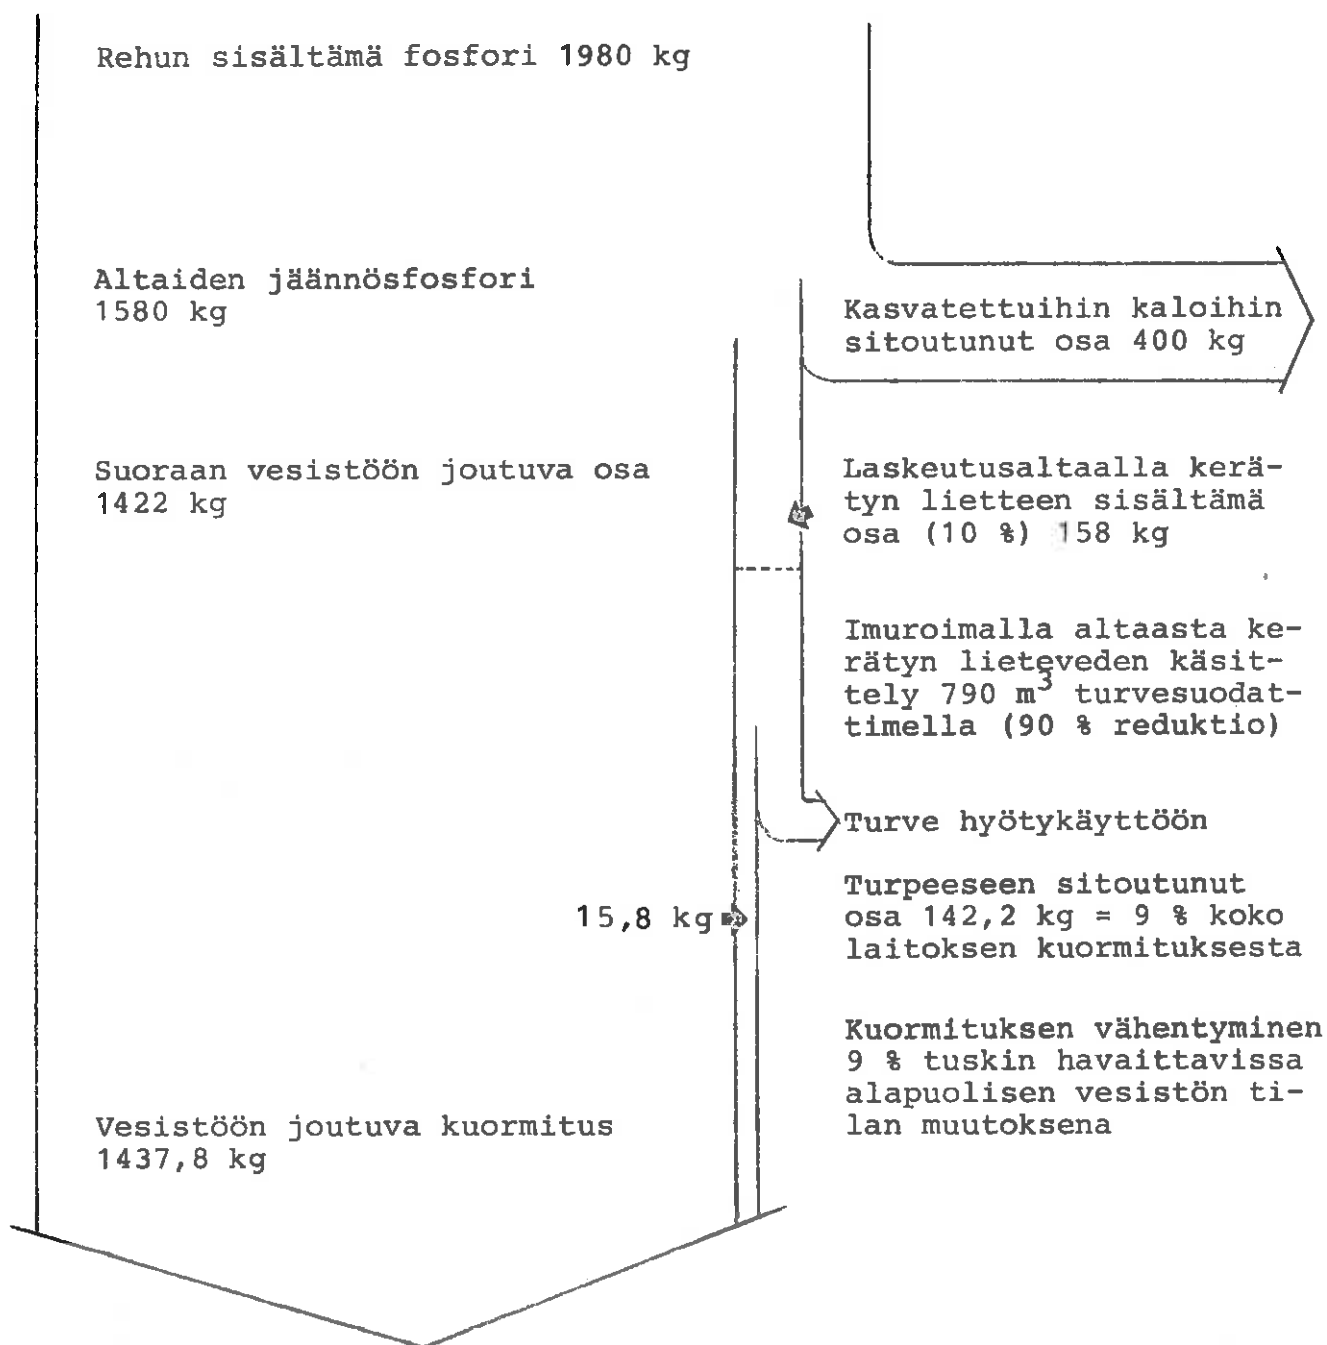 Rehun sisältämä fosfori 1980 kg
Altaiden jäännösfosfori
1580 kg
Kasvatettuihin kaloihin
sitoutunut osa 400 kg
Suoraan vesistöön joutuva osa
1422 kg
Laskeutusaltaalla kerä-
tyn lietteen sisältämä
osa (10 %) 158 kg
Imuroimalla altaasta ke-
rätyn lieteveden käsit-
tely 790 m³ turvesuodat-
timella (90 % reduktio)
Turve hyötykäyttöön
Turpeeseen sitoutunut
osa 142,2 kg = 9 % koko
laitoksen kuormituksesta
15,8 kg
Kuormituksen vähentyminen
9 % tuskin havaittavissa
alapuolisen vesistön ti-
lan muutoksena
Vesistöön joutuva kuormitus
1437,8 kg